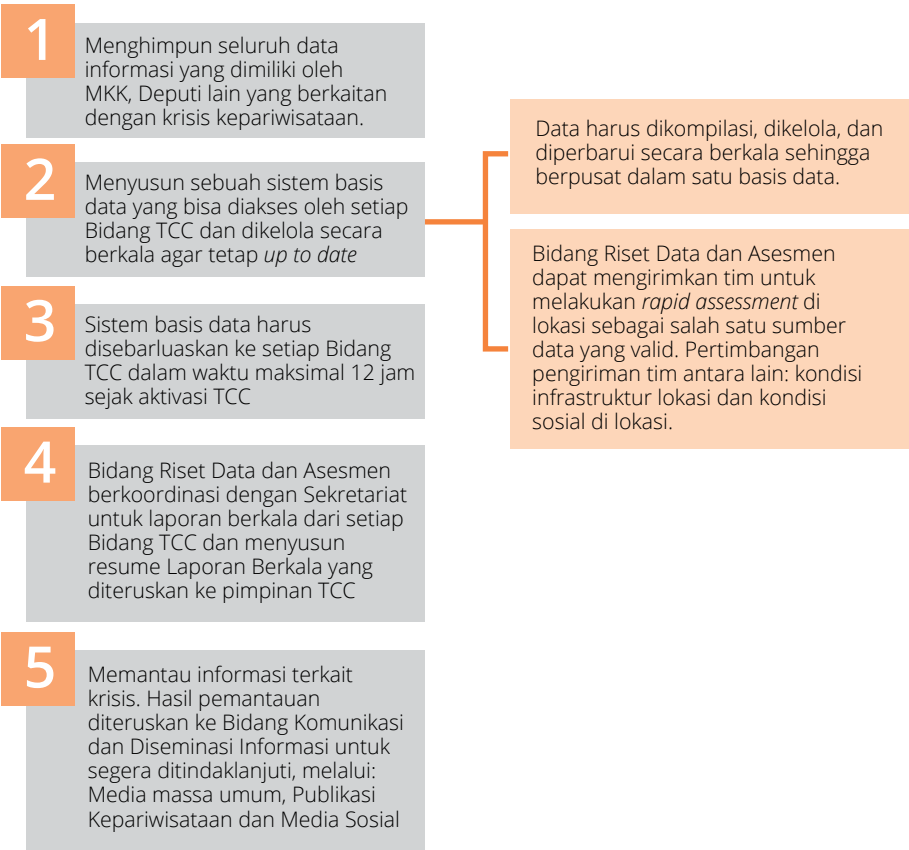 1
Menghimpun seluruh data
informasi yang dimiliki oleh
MKK, Deputi lain yang berkaitan
dengan krisis kepariwisataan.
2
Menyusun sebuah sistem basis
data yang bisa diakses oleh setiap
Bidang TCC dan dikelola secara
berkala agar tetap up to date
Data harus dikompilasi, dikelola, dan
diperbarui secara berkala sehingga
berpusat dalam satu basis data.
Bidang Riset Data dan Asesmen
dapat mengirimkan tim untuk
melakukan rapid assessment di
lokasi sebagai salah satu sumber
data yang valid. Pertimbangan
pengiriman tim antara lain: kondisi
infrastruktur lokasi dan kondisi
sosial di lokasi.
3
Sistem basis data harus
disebarluaskan ke setiap Bidang
TCC dalam waktu maksimal 12 jam
sejak aktivasi TCC
4
Bidang Riset Data dan Asesmen
berkoordinasi dengan Sekretariat
untuk laporan berkala dari setiap
Bidang TCC dan menyusun
resume Laporan Berkala yang
diteruskan ke pimpinan TCC
5
Memantau informasi terkait
krisis. Hasil pemantauan
diteruskan ke Bidang Komunikasi
dan Diseminasi Informasi untuk
segera ditindaklanjuti, melalui:
Media massa umum, Publikasi
Kepariwisataan dan Media Sosial